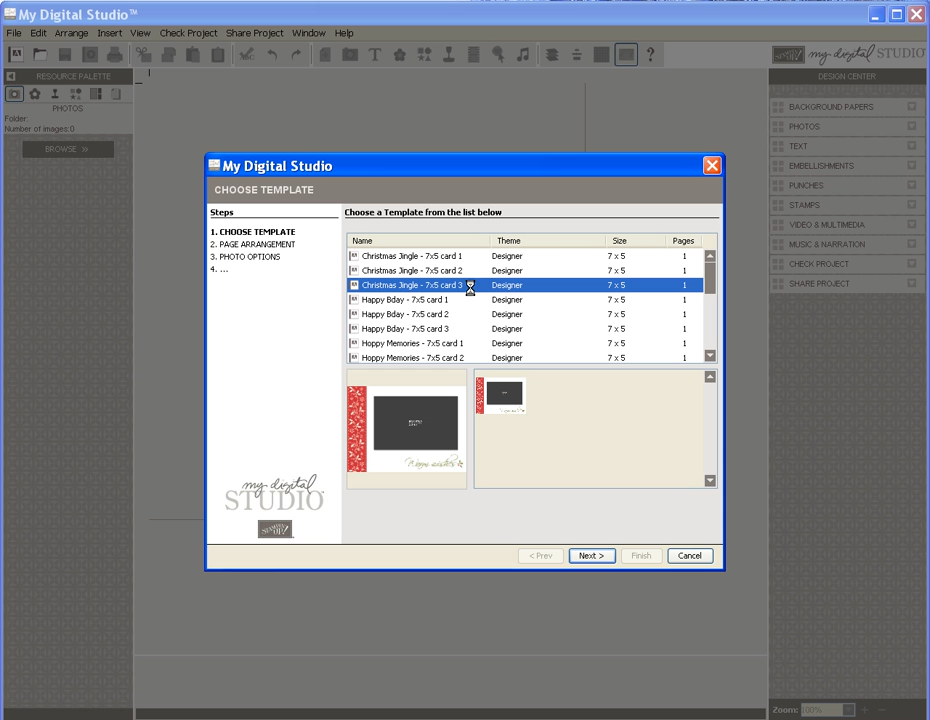 My Digital Studio™
File Edit Arrange Insert View Check Project Share Project Window Help
my digital STUDIO
RESOURCE PALETTE
DESIGN CENTER
PHOTOS
Folder:
Number of images:0
BROWSE »
BACKGROUND PAPERS
PHOTOS
TEXT
EMBELLISHMENTS
PUNCHES
STAMPS
VIDEO & MULTIMEDIA
MUSIC & NARRATION
CHECK PROJECT
SHARE PROJECT
My Digital Studio
CHOOSE TEMPLATE
Steps
1. CHOOSE TEMPLATE
2. PAGE ARRANGEMENT
3. PHOTO OPTIONS
4. ...
my digital
STUDIO
STAMPIN' UP!
Choose a Template from the list below
Name Theme Size Pages
Christmas Jingle - 7x5 card 1 Designer 7 x 5 1
Christmas Jingle - 7x5 card 2 Designer 7 x 5 1
Christmas Jingle - 7x5 card 3 Designer 7 x 5 1
Happy Bday - 7x5 card 1 Designer 7 x 5 1
Happy Bday - 7x5 card 2 Designer 7 x 5 1
Happy Bday - 7x5 card 3 Designer 7 x 5 1
Hoppy Memories - 7x5 card 1 Designer 7 x 5 1
Hoppy Memories - 7x5 card 2 Designer 7 x 5 1
Warm wishes
< Prev Next > Finish Cancel
Zoom: 100%